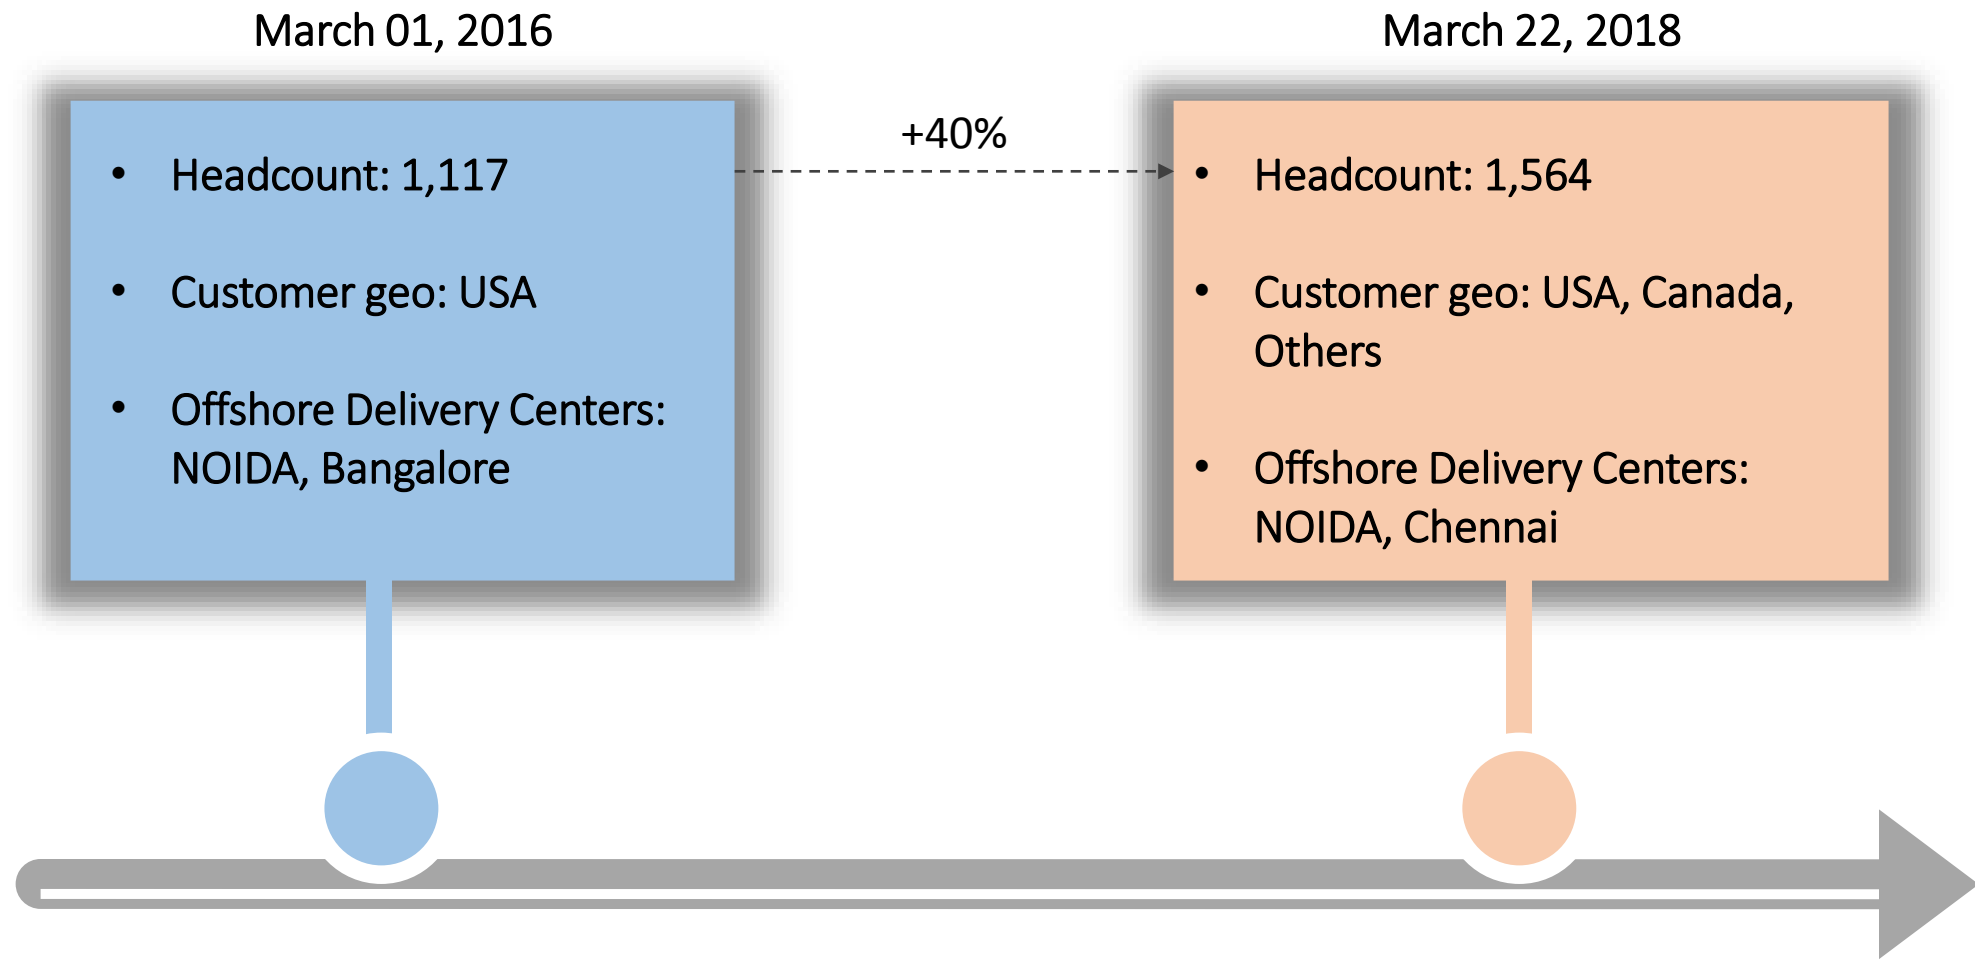 March 01, 2016
• Headcount: 1,117
• Customer geo: USA
• Offshore Delivery Centers:
NOIDA, Bangalore
+40%
March 22, 2018
• Headcount: 1,564
• Customer geo: USA, Canada,
Others
• Offshore Delivery Centers:
NOIDA, Chennai